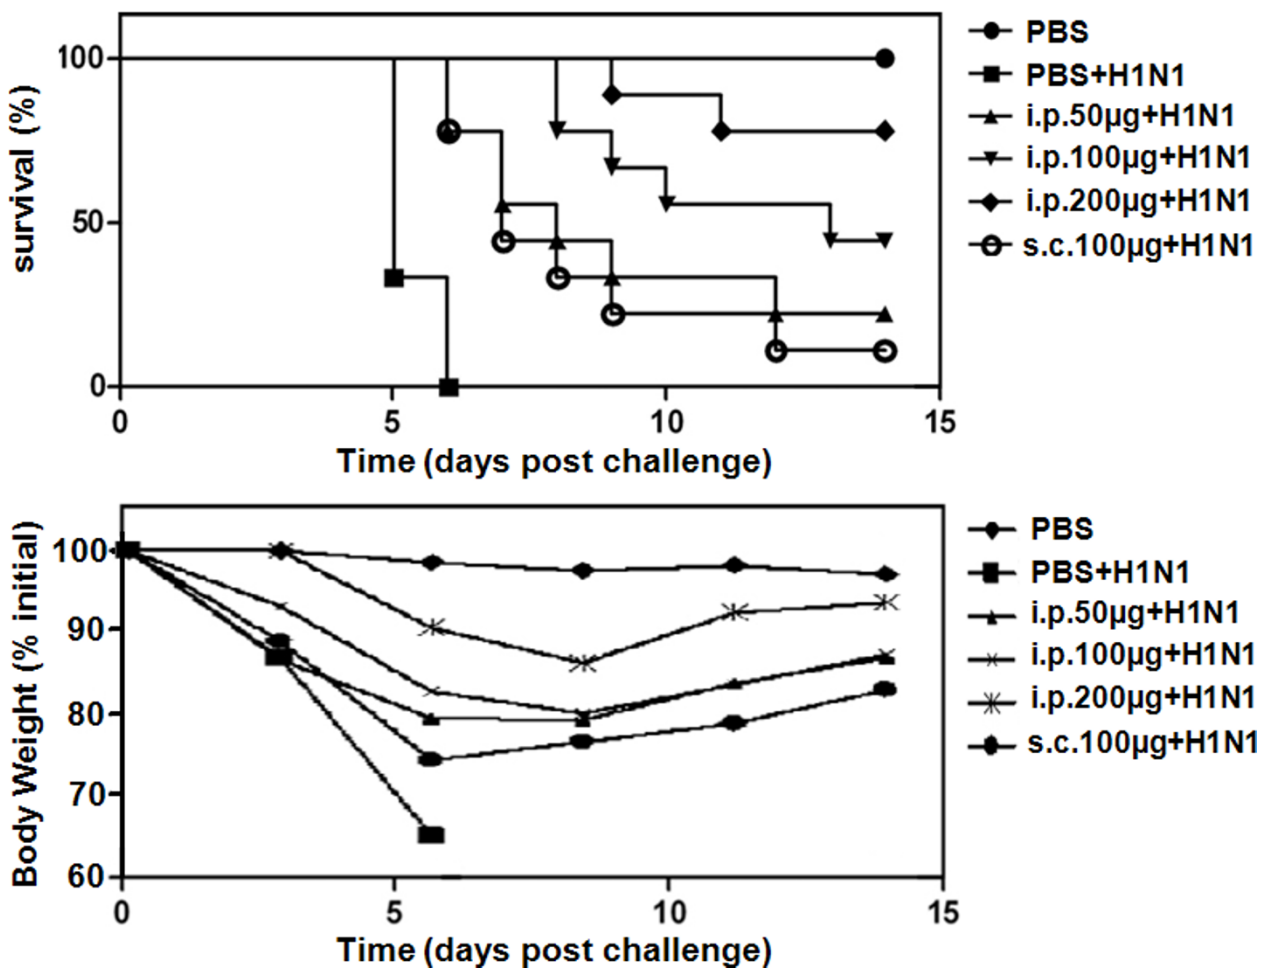 survival (%)
100
50
0
0
5
10
15
Time (days post challenge)
PBS
PBS+H1N1
i.p.50μg+H1N1
i.p.100μg+H1N1
i.p.200μg+H1N1
s.c.100μg+H1N1
Body Weight (% initial)
100
90
80
70
60
0
5
10
15
Time (days post challenge)
PBS
PBS+H1N1
i.p.50μg+H1N1
i.p.100μg+H1N1
i.p.200μg+H1N1
s.c.100μg+H1N1